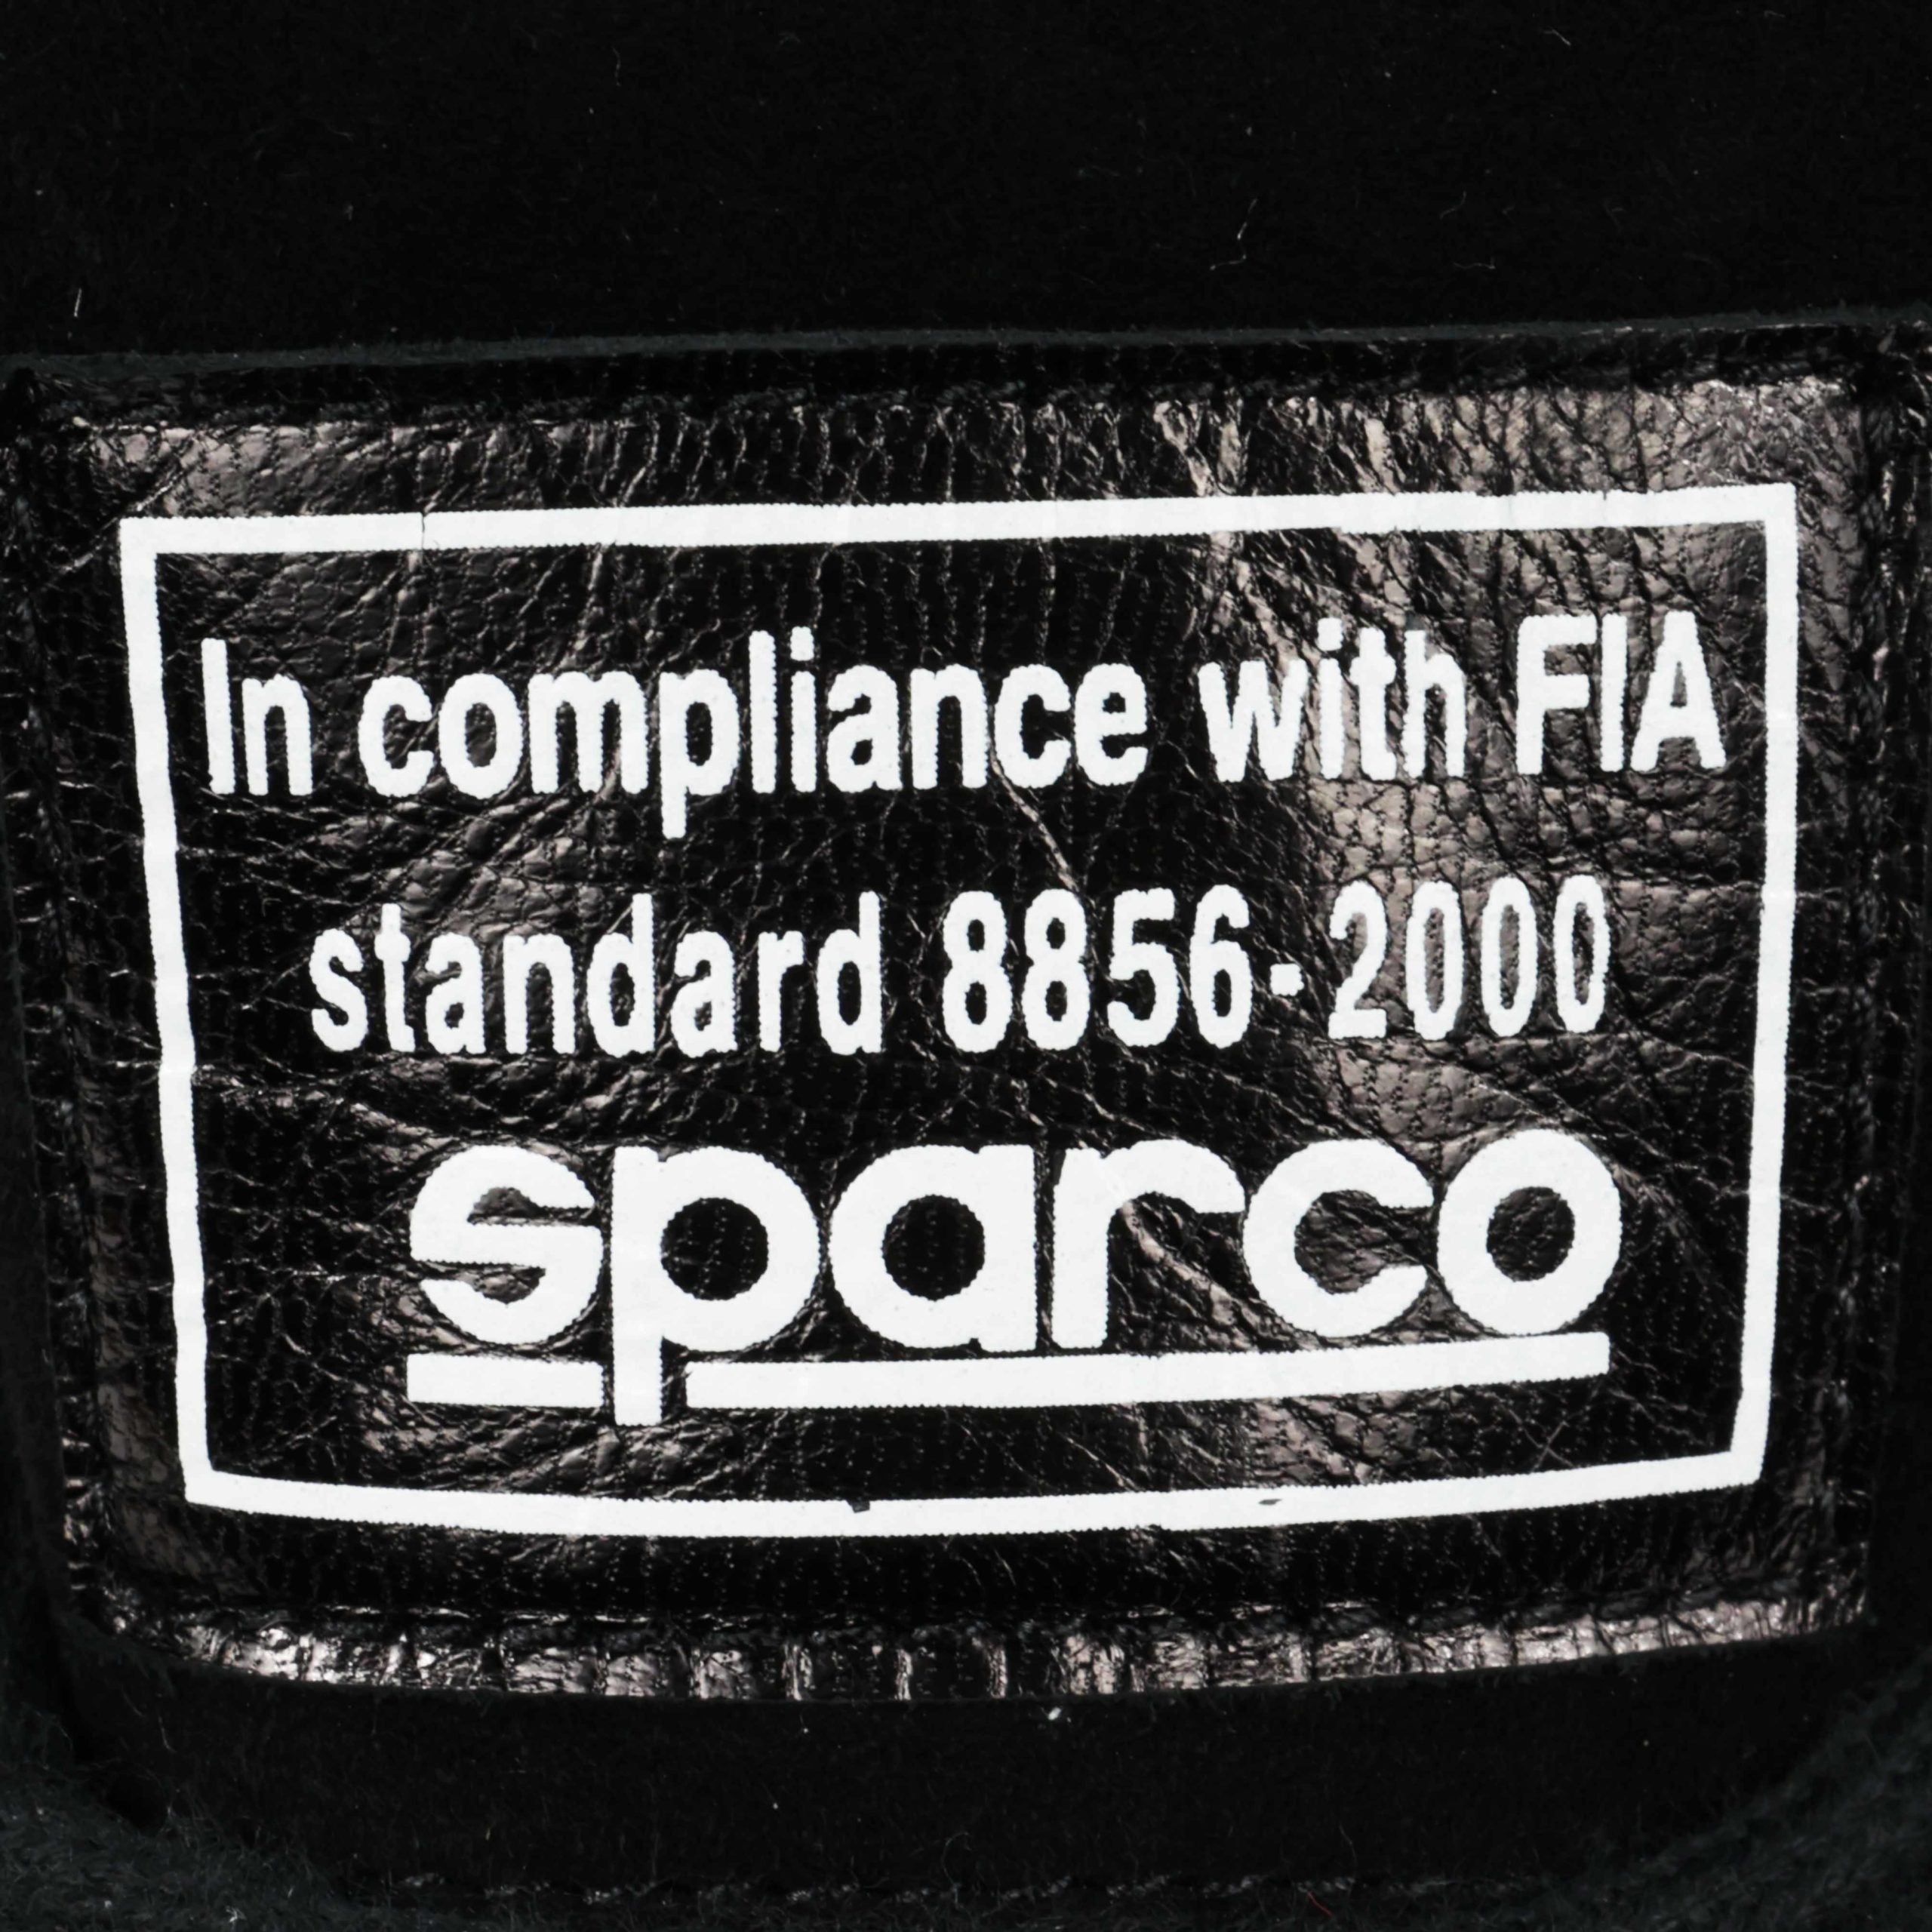 In compliance with FIA
standard 8856-2000
sparco